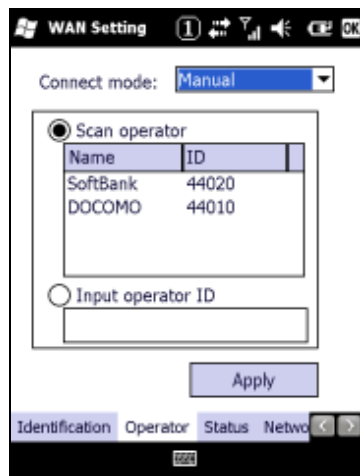 WAN Setting 1 OK
Connect mode: Manual
Scan operator
Name ID
SoftBank 44020
DOCOMO 44010
Input operator ID
Apply
Identification Operator Status Netwo